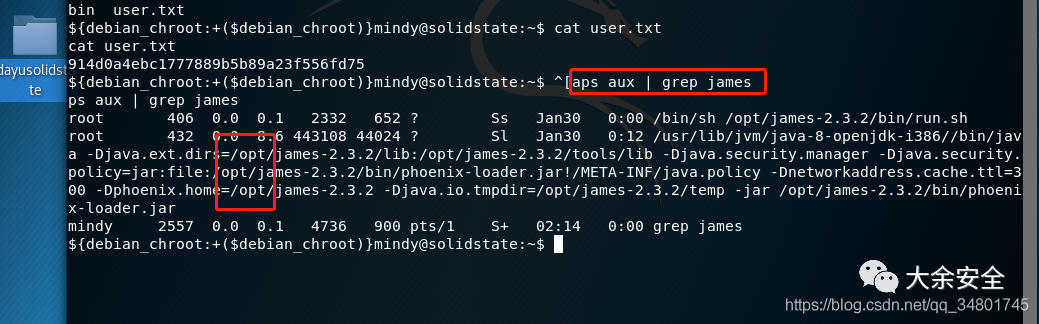 bin  user.txt
${debian_chroot:+($debian_chroot)}mindy@solidstate:~$ cat user.txt
cat user.txt
914d0a4ebc1777889b5b89a23f556fd75
${debian_chroot:+($debian_chroot)}mindy@solidstate:~$ ^[aps aux | grep james
ps aux | grep james
root       406  0.0  0.1   2332   652 ?        Ss   Jan30   0:00 /bin/sh /opt/james-2.3.2/bin/run.sh
root       432  0.0  8.6 443108 44024 ?        Sl   Jan30   0:12 /usr/lib/jvm/java-8-openjdk-i386//bin/jav
a -Djava.ext.dirs=/opt/james-2.3.2/lib:/opt/james-2.3.2/tools/lib -Djava.security.manager -Djava.security.
policy=jar:file:/opt/james-2.3.2/bin/phoenix-loader.jar!/META-INF/java.policy -Dnetworkaddress.cache.ttl=3
00 -Dphoenix.home=/opt/james-2.3.2 -Djava.io.tmpdir=/opt/james-2.3.2/temp -jar /opt/james-2.3.2/bin/phoeni
x-loader.jar
mindy     2557  0.0  0.1   4736   900 pts/1    S+   02:14   0:00 grep james
${debian_chroot:+($debian_chroot)}mindy@solidstate:~$
dayusolidsta
te
大余安全
https://blog.csdn.net/qq_34801745